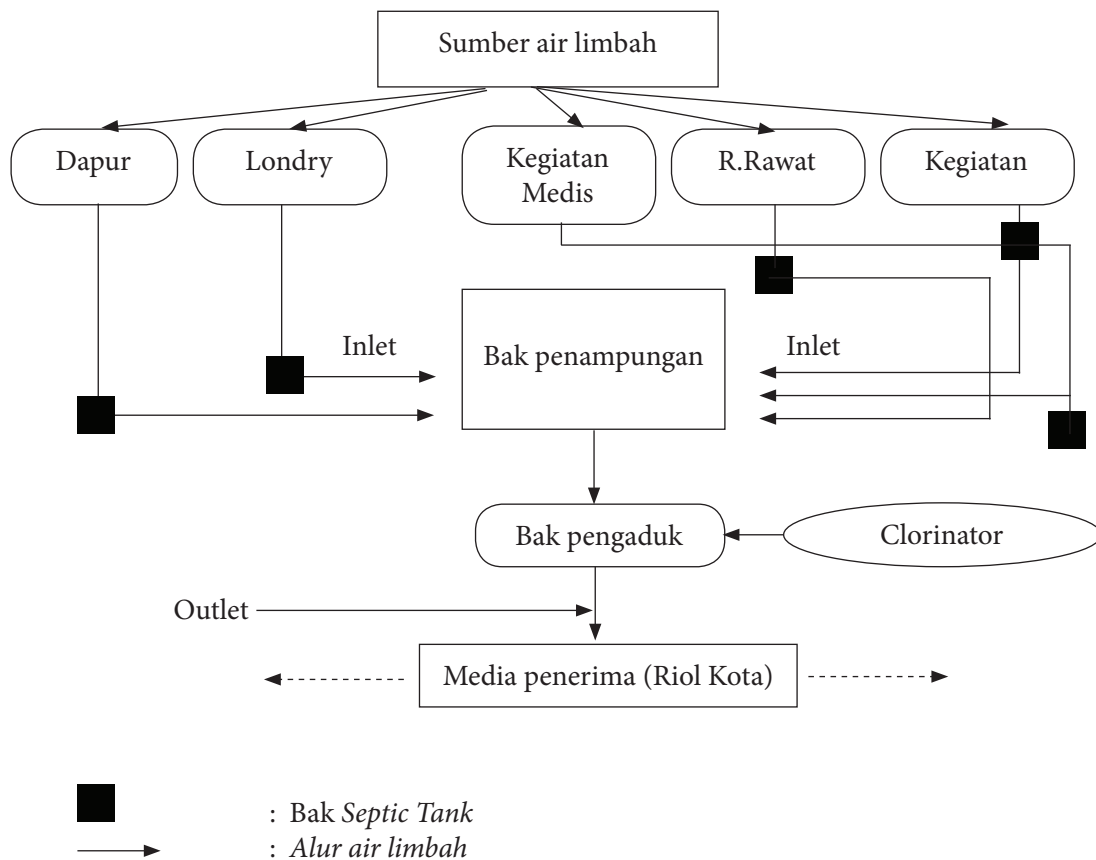 Sumber air limbah
Dapur
Londry
Kegiatan
Medis
R.Rawat
Kegiatan
Inlet
Bak penampungan
Inlet
Bak pengaduk
Clorinator
Outlet
Media penerima (Riol Kota)
: Bak Septic Tank
: Alur air limbah